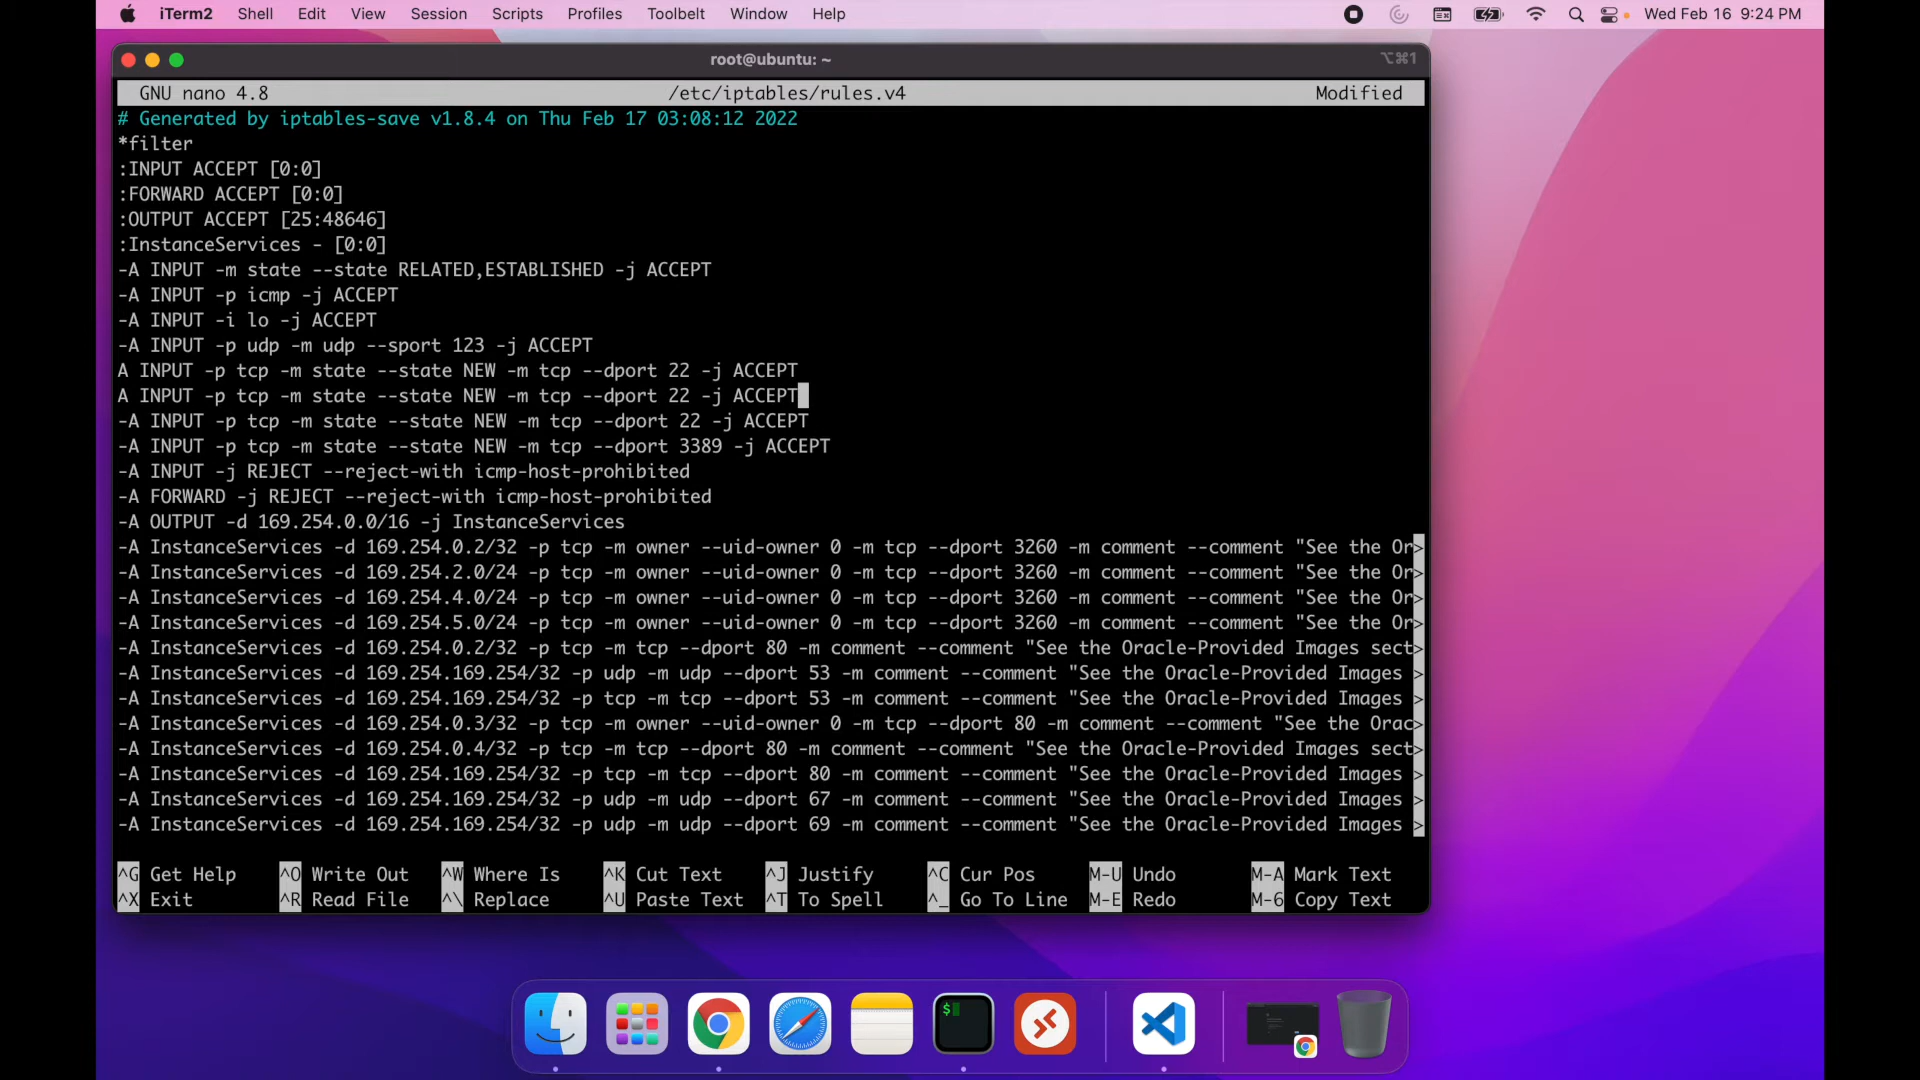 iTerm2 Shell Edit View Session Scripts Profiles Toolbelt Window Help Wed Feb 16 9:24 PM
root@ubuntu: ~ ⌥⌘1
GNU nano 4.8 /etc/iptables/rules.v4 Modified
# Generated by iptables-save v1.8.4 on Thu Feb 17 03:08:12 2022
*filter
:INPUT ACCEPT [0:0]
:FORWARD ACCEPT [0:0]
:OUTPUT ACCEPT [25:48646]
:InstanceServices - [0:0]
-A INPUT -m state --state RELATED,ESTABLISHED -j ACCEPT
-A INPUT -p icmp -j ACCEPT
-A INPUT -i lo -j ACCEPT
-A INPUT -p udp -m udp --sport 123 -j ACCEPT
A INPUT -p tcp -m state --state NEW -m tcp --dport 22 -j ACCEPT
A INPUT -p tcp -m state --state NEW -m tcp --dport 22 -j ACCEPT
-A INPUT -p tcp -m state --state NEW -m tcp --dport 22 -j ACCEPT
-A INPUT -p tcp -m state --state NEW -m tcp --dport 3389 -j ACCEPT
-A INPUT -j REJECT --reject-with icmp-host-prohibited
-A FORWARD -j REJECT --reject-with icmp-host-prohibited
-A OUTPUT -d 169.254.0.0/16 -j InstanceServices
-A InstanceServices -d 169.254.0.2/32 -p tcp -m owner --uid-owner 0 -m tcp --dport 3260 -m comment --comment "See the Or>
-A InstanceServices -d 169.254.2.0/24 -p tcp -m owner --uid-owner 0 -m tcp --dport 3260 -m comment --comment "See the Or>
-A InstanceServices -d 169.254.4.0/24 -p tcp -m owner --uid-owner 0 -m tcp --dport 3260 -m comment --comment "See the Or>
-A InstanceServices -d 169.254.5.0/24 -p tcp -m owner --uid-owner 0 -m tcp --dport 3260 -m comment --comment "See the Or>
-A InstanceServices -d 169.254.0.2/32 -p tcp -m tcp --dport 80 -m comment --comment "See the Oracle-Provided Images sect>
-A InstanceServices -d 169.254.169.254/32 -p udp -m udp --dport 53 -m comment --comment "See the Oracle-Provided Images >
-A InstanceServices -d 169.254.169.254/32 -p tcp -m tcp --dport 53 -m comment --comment "See the Oracle-Provided Images >
-A InstanceServices -d 169.254.0.3/32 -p tcp -m owner --uid-owner 0 -m tcp --dport 80 -m comment --comment "See the Orac>
-A InstanceServices -d 169.254.0.4/32 -p tcp -m tcp --dport 80 -m comment --comment "See the Oracle-Provided Images sect>
-A InstanceServices -d 169.254.169.254/32 -p tcp -m tcp --dport 80 -m comment --comment "See the Oracle-Provided Images >
-A InstanceServices -d 169.254.169.254/32 -p udp -m udp --dport 67 -m comment --comment "See the Oracle-Provided Images >
-A InstanceServices -d 169.254.169.254/32 -p udp -m udp --dport 69 -m comment --comment "See the Oracle-Provided Images >
^G Get Help ^O Write Out ^W Where Is ^K Cut Text ^J Justify ^C Cur Pos M-U Undo M-A Mark Text
^X Exit ^R Read File ^\ Replace ^U Paste Text ^T To Spell ^_ Go To Line M-E Redo M-6 Copy Text
$